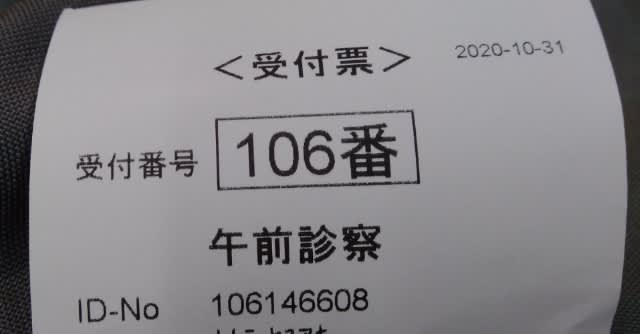 ＜受付票＞ 2020-10-31
受付番号 106番
午前診察
ID-No 106146608